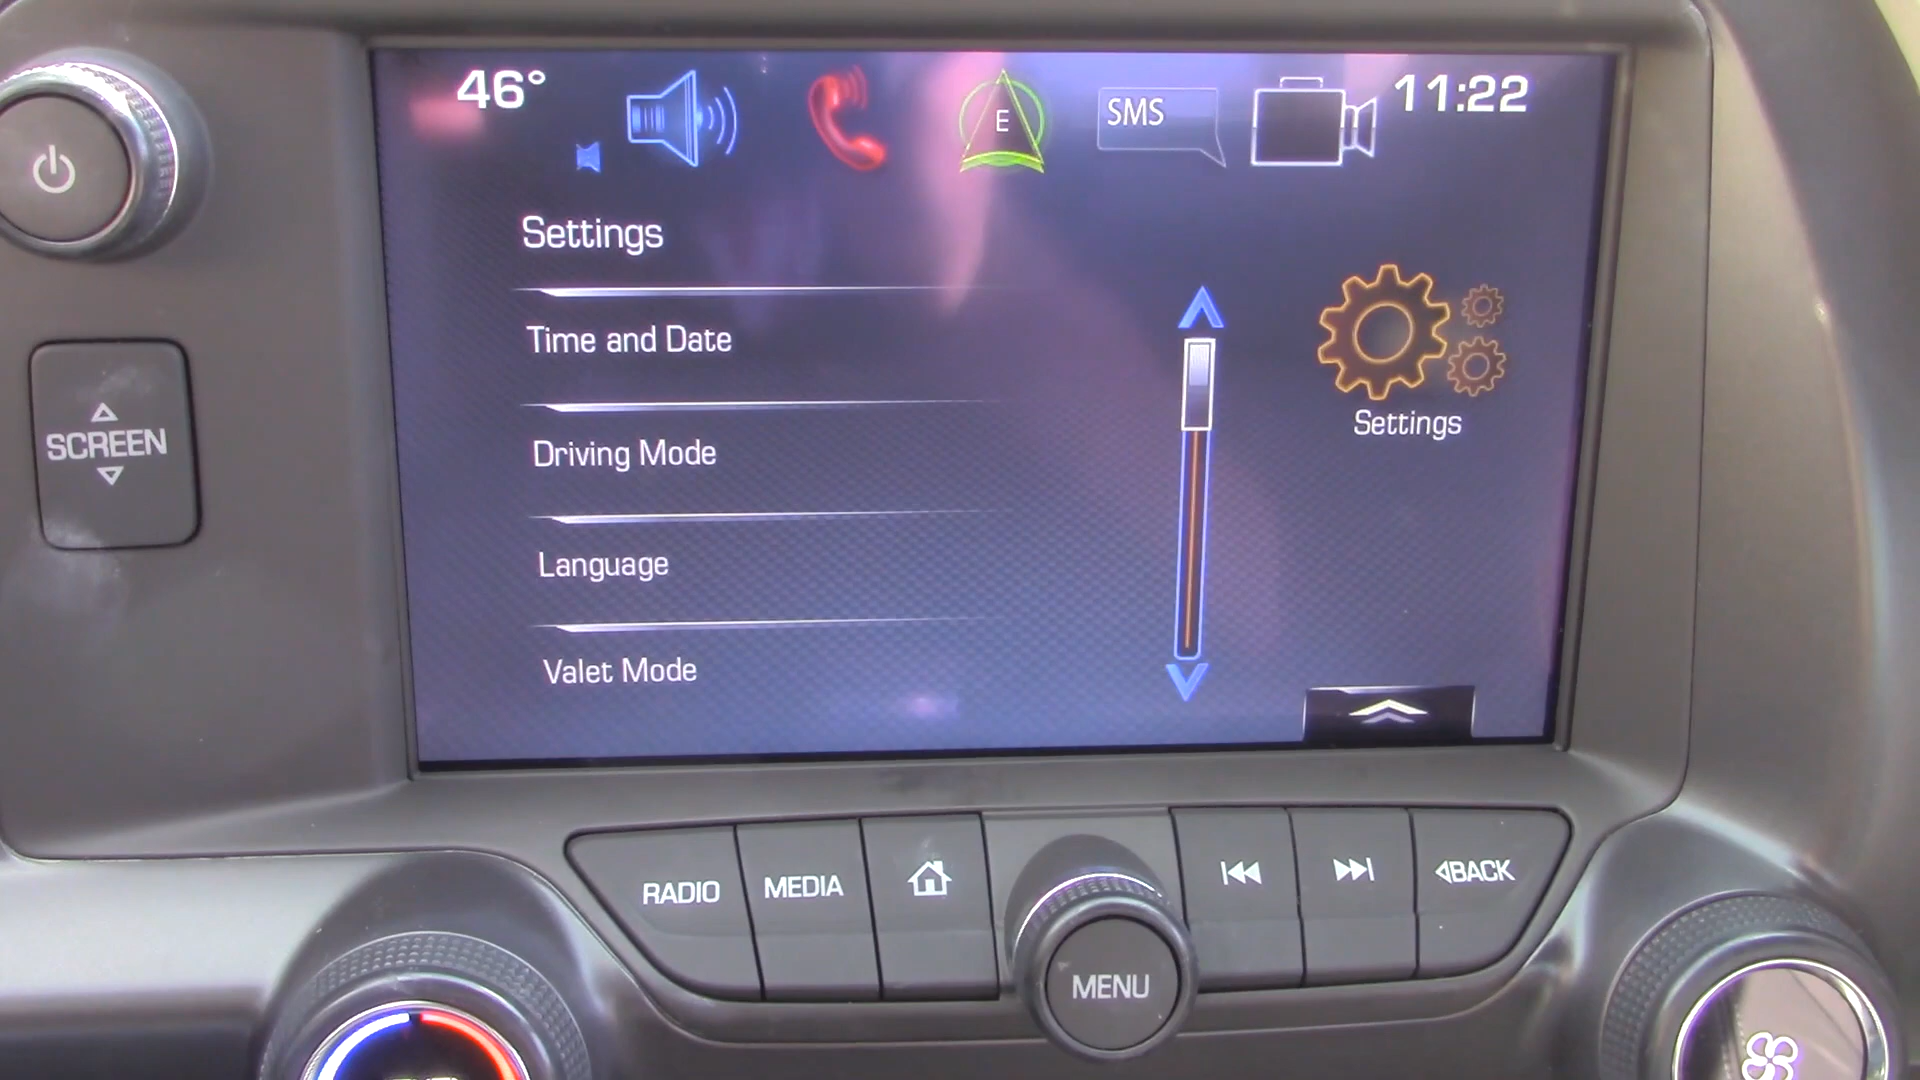 46°
E
SMS
11:22
Settings
Time and Date
Driving Mode
Language
Valet Mode
Settings
SCREEN
RADIO
MEDIA
MENU
BACK